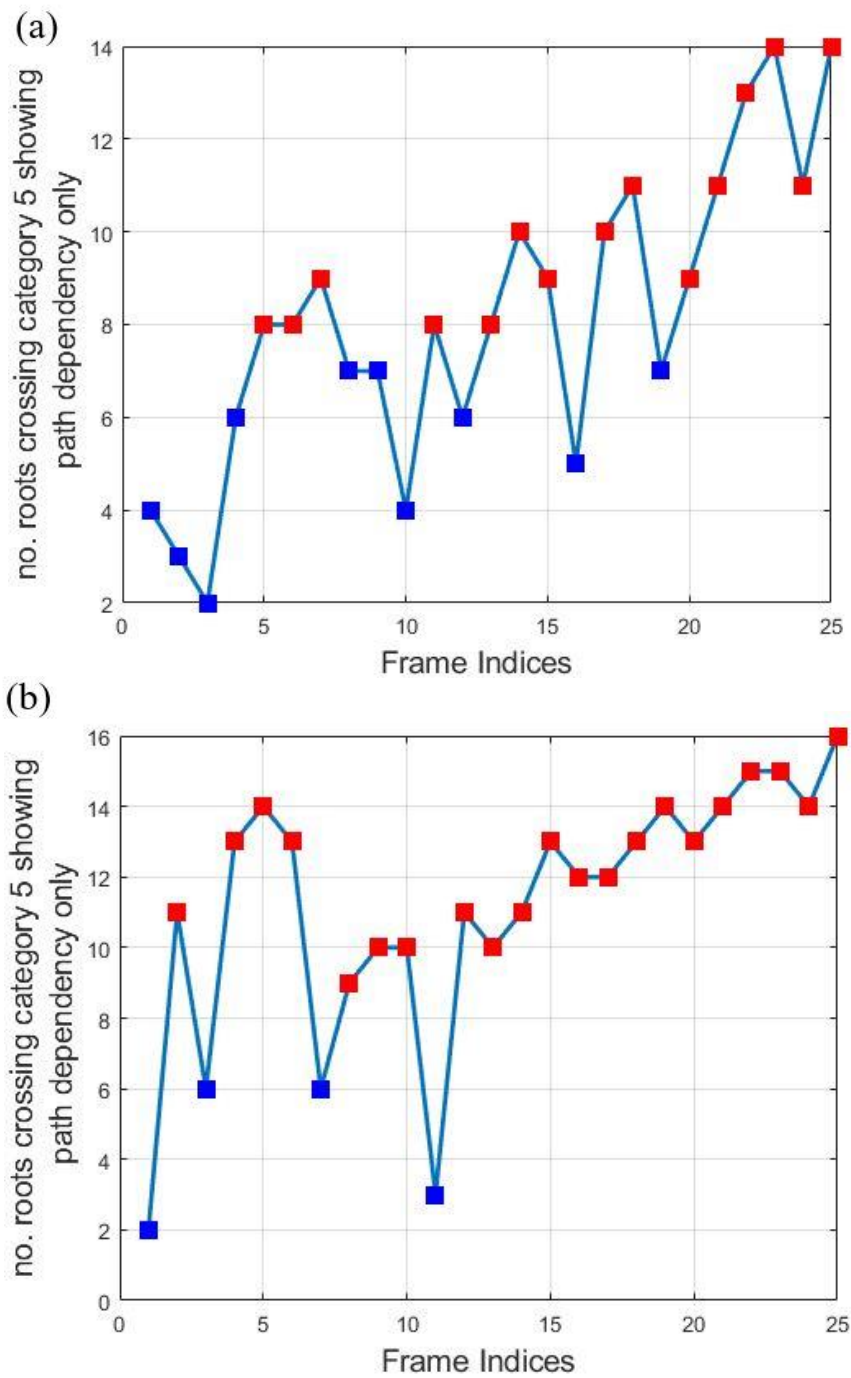 (a)
no. roots crossing category 5 showing
path dependency only
14
12
10
8
6
4
2
0 5 10 15 20 25
Frame Indices
(b)
no. roots crossing category 5 showing
path dependency only
16
14
12
10
8
6
4
2
0
0 5 10 15 20 25
Frame Indices